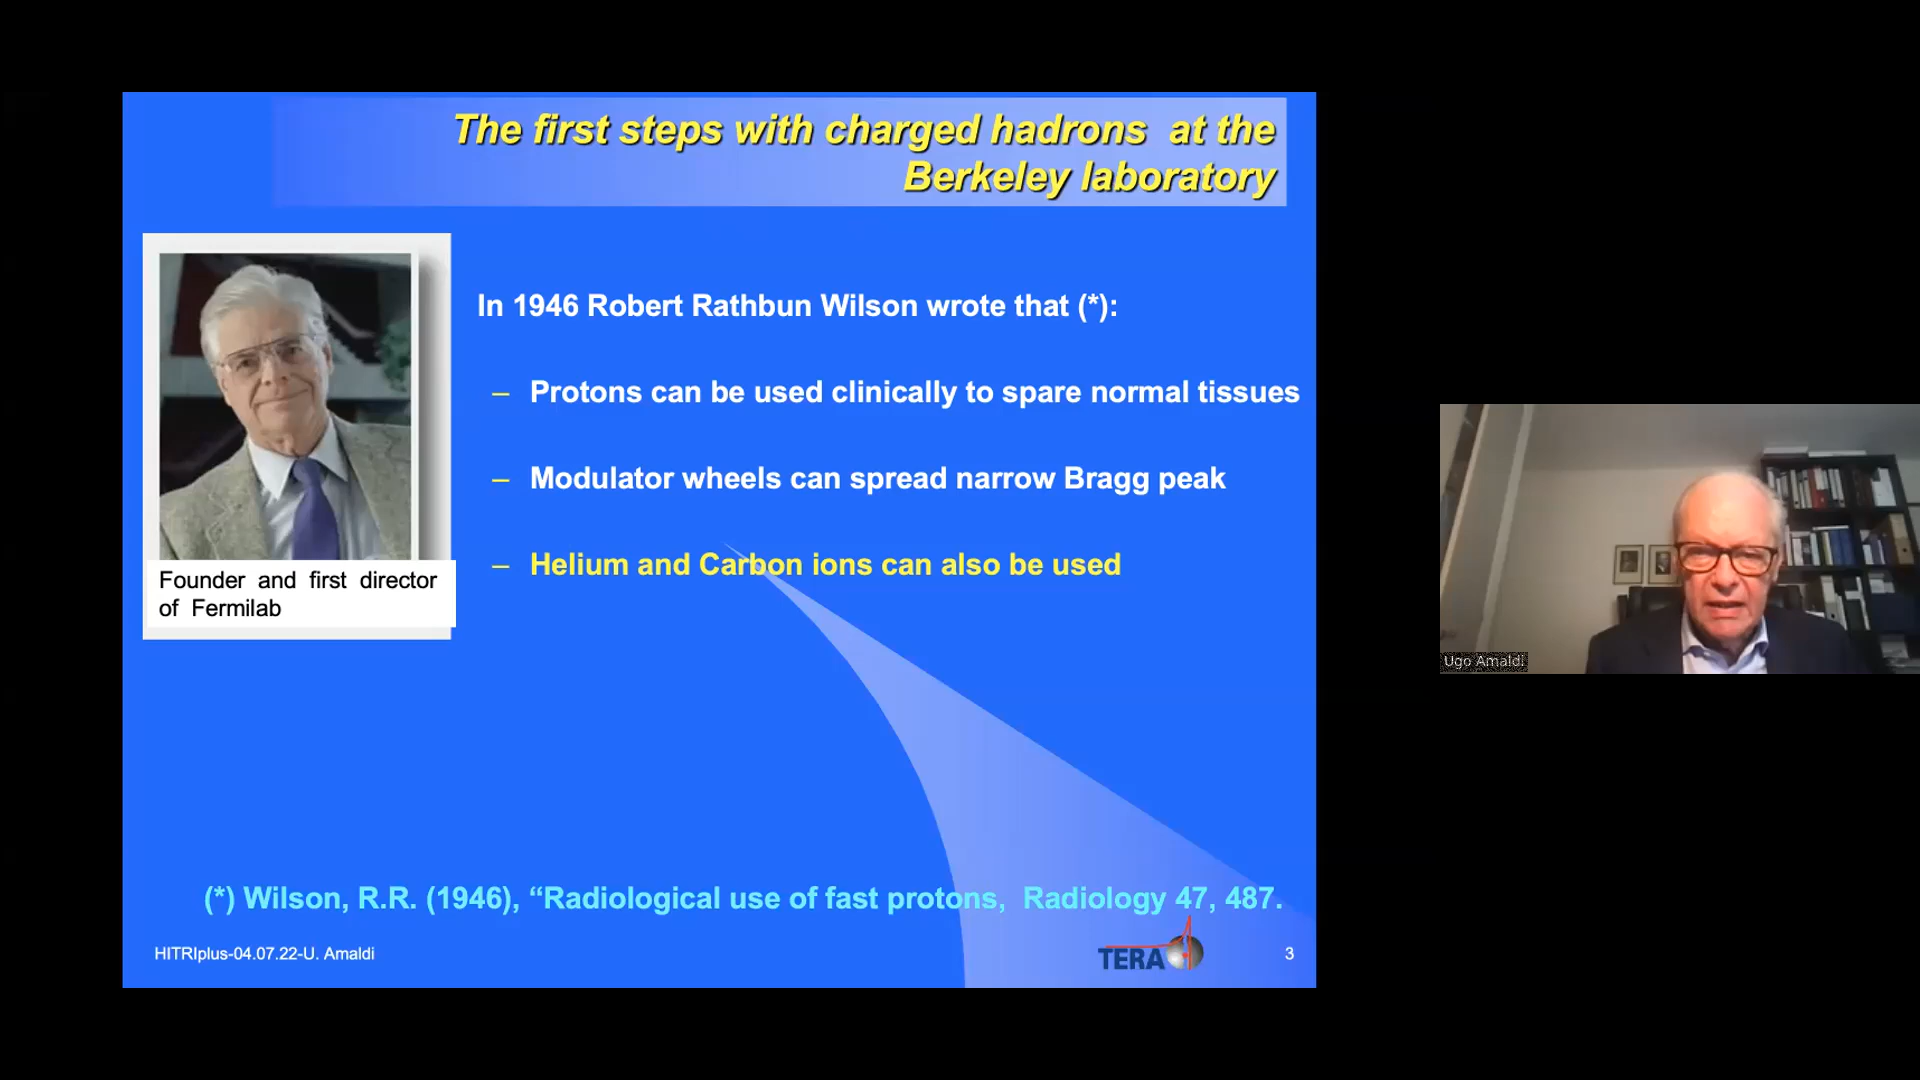 The first steps with charged hadrons at the
Berkeley laboratory
In 1946 Robert Rathbun Wilson wrote that (*):
– Protons can be used clinically to spare normal tissues
– Modulator wheels can spread narrow Bragg peak
– Helium and Carbon ions can also be used
Founder and first director
of Fermilab
(*) Wilson, R.R. (1946), “Radiological use of fast protons, Radiology 47, 487.
HITRIplus-04.07.22-U. Amaldi
TERA
3
Ugo Amaldi